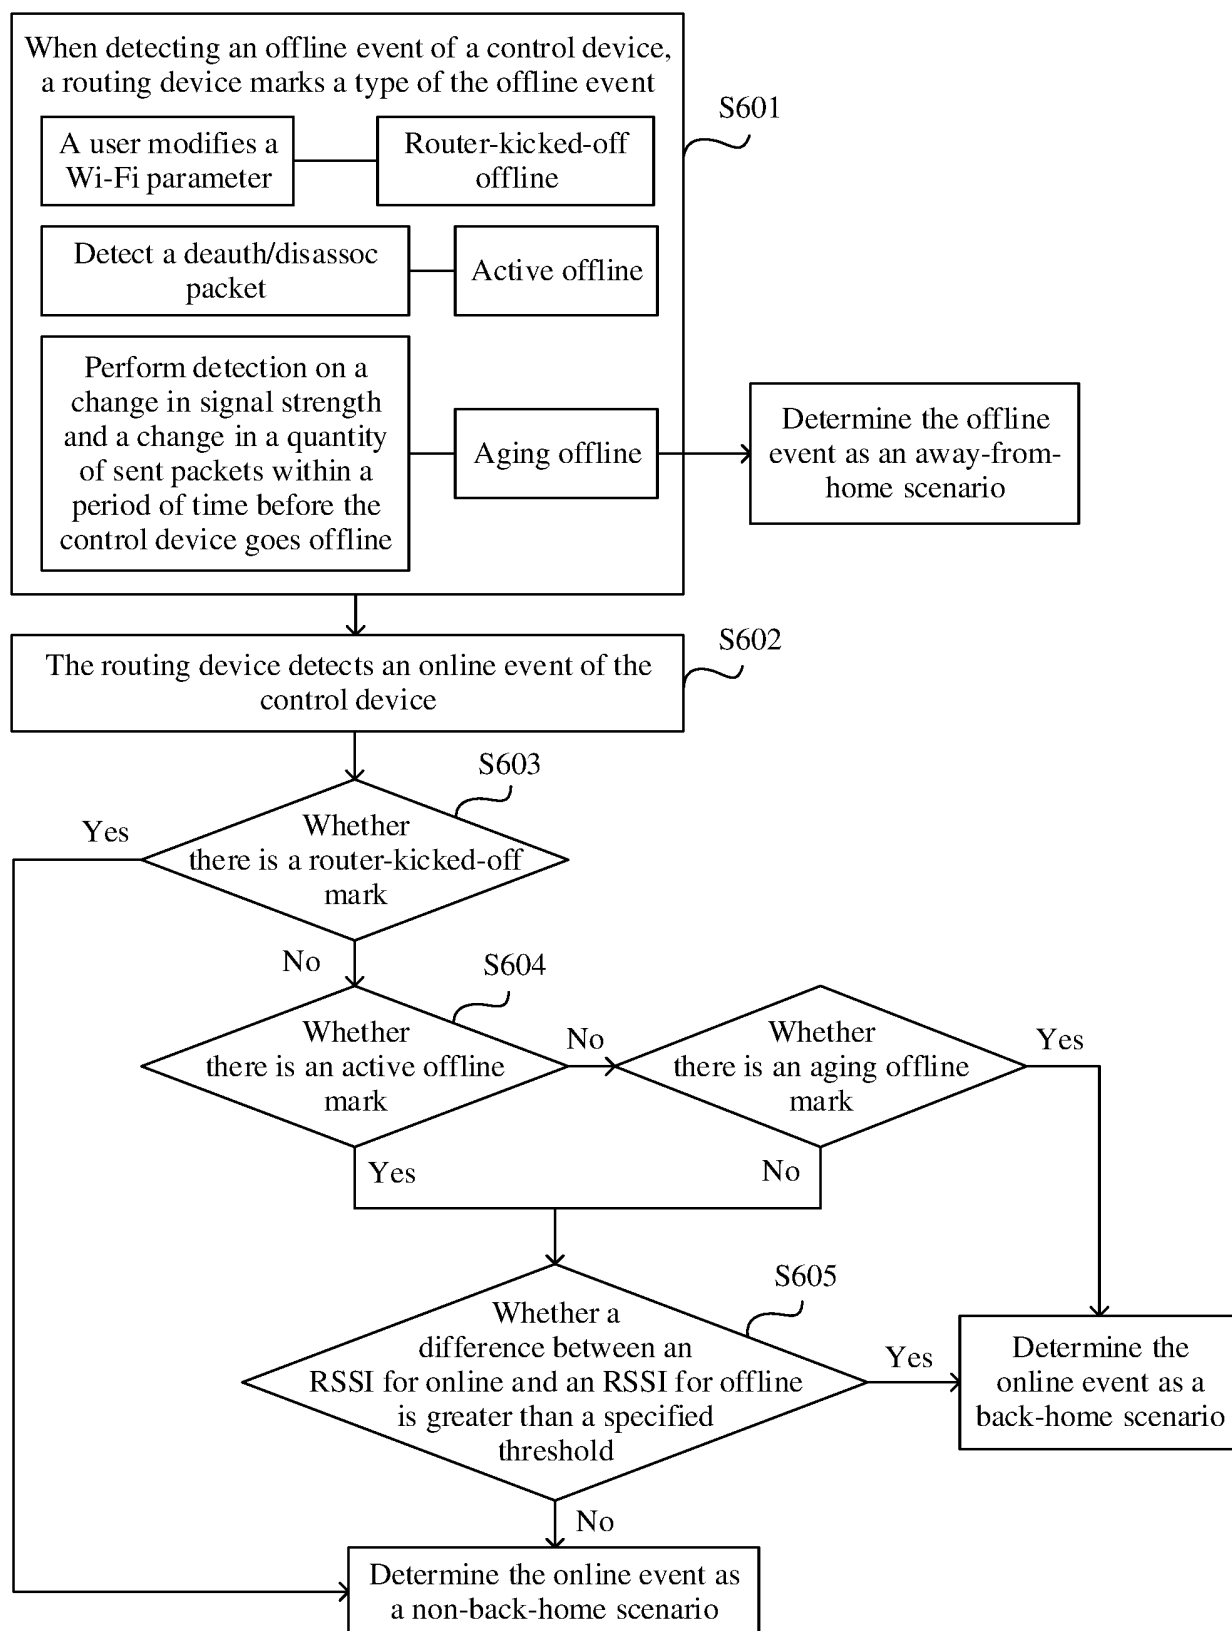 When detecting an offline event of a control device,
a routing device marks a type of the offline event
S601
A user modifies a
Wi-Fi parameter
Router-kicked-off
offline
Detect a deauth/disassoc
packet
Active offline
Perform detection on a
change in signal strength
and a change in a quantity
of sent packets within a
period of time before the
control device goes offline
Aging offline
Determine the offline
event as an away-from-
home scenario
S602
The routing device detects an online event of the
control device
S603
Yes
Whether
there is a router-kicked-off
mark
No
S604
Whether
there is an active offline
mark
No
Whether
there is an aging offline
mark
Yes
Yes
No
S605
Whether a
difference between an
RSSI for online and an RSSI for offline
is greater than a specified
threshold
Yes
Determine the
online event as a
back-home scenario
No
Determine the online event as
a non-back-home scenario